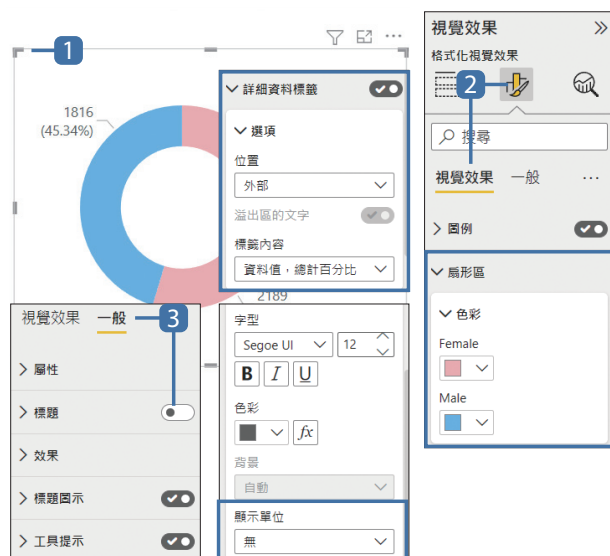 1
1816
(45.34%)
2189
詳細資料標籤
選項
位置
外部
溢出區的文字
標籤內容
資料值，總計百分比
字型
Segoe UI
12
B I U
色彩
fx
背景
自動
顯示單位
無
視覺效果 一般
3
屬性
標題
效果
標題圖示
工具提示
視覺效果
格式化視覺效果
2
搜尋
視覺效果 一般
圖例
扇形區
色彩
Female
Male